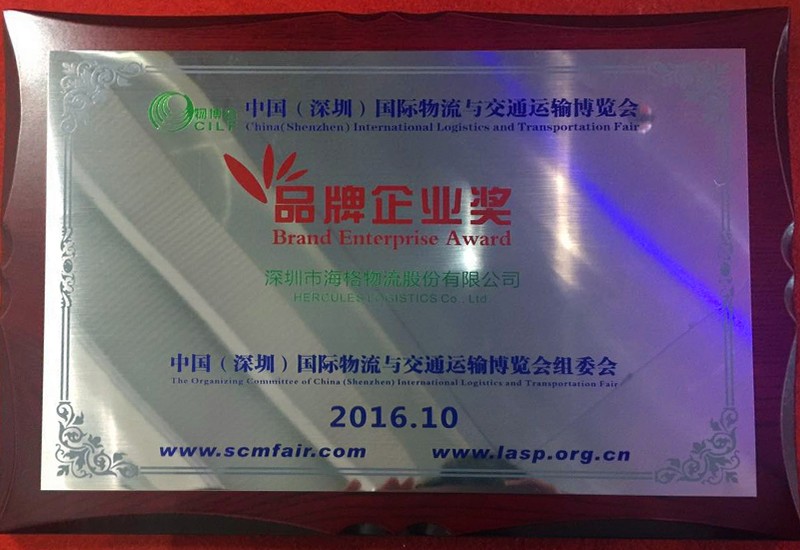 物博会
CILF
中国（深圳）国际物流与交通运输博览会
China(Shenzhen) International Logistics and Transportation Fair
品牌企业奖
Brand Enterprise Award
深圳市海格物流股份有限公司
HERCULES LOGISTICS Co., Ltd
中国（深圳）国际物流与交通运输博览会组委会
The Organizing Committee of China(Shenzhen) International Logistics and Transportation Fair
2016.10
www.scmfair.com
www.lasp.org.cn